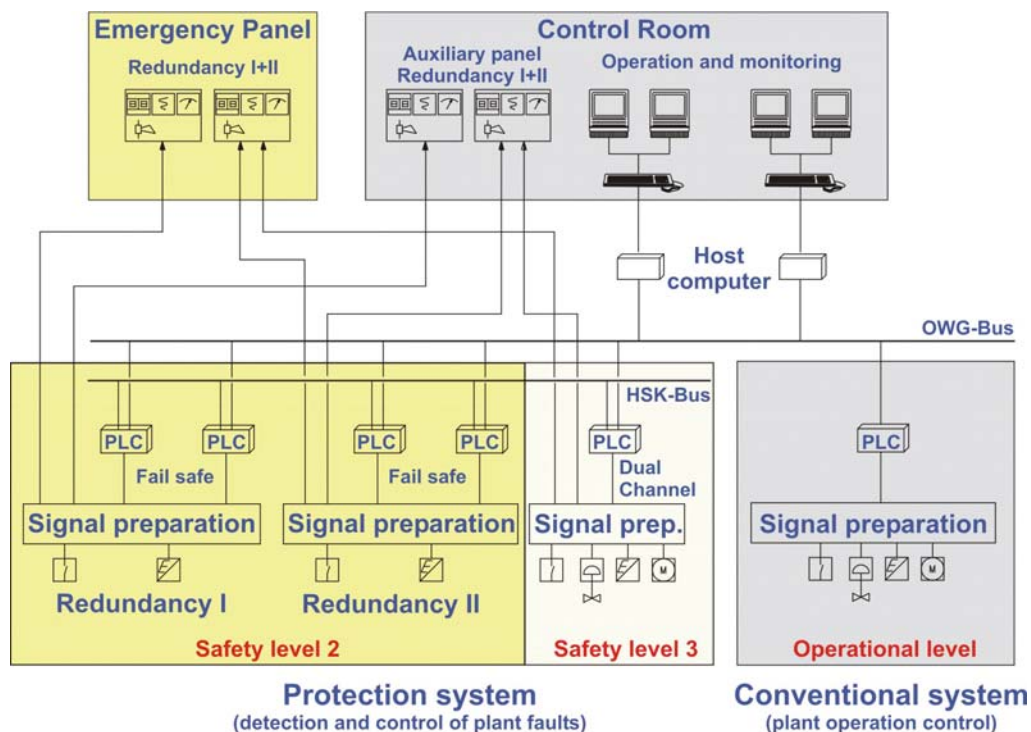 Emergency Panel
Redundancy I+II
Control Room
Auxiliary panel
Redundancy I+II
Operation and monitoring
Host
computer
OWG-Bus
HSK-Bus
PLC
PLC
PLC
PLC
PLC
PLC
Fail safe
Fail safe
Dual
Channel
Signal preparation
Signal preparation
Signal prep.
Signal preparation
M
M
Redundancy I
Redundancy II
Safety level 2
Safety level 3
Operational level
Protection system
(detection and control of plant faults)
Conventional system
(plant operation control)